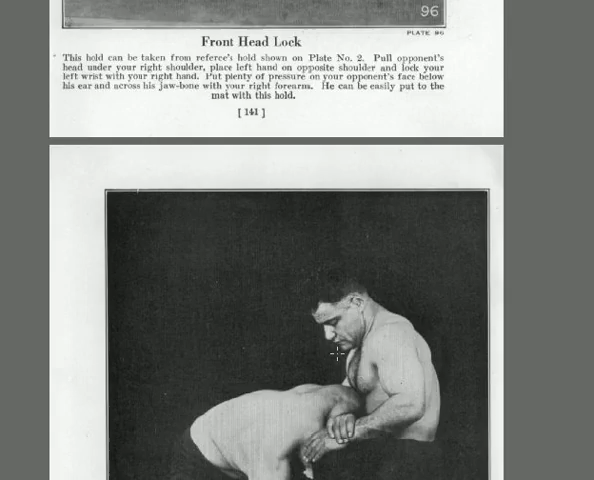 96
PLATE 96
Front Head Lock
This hold can be taken from referee's hold shown on Plate No. 2. Pull opponent's
head under your right shoulder, place left hand on opposite shoulder and lock your
left wrist with your right hand. Put plenty of pressure on your opponent's face below
his ear and across his jaw-bone with your right forearm. He can be easily put to the
mat with this hold.
[ 141 ]